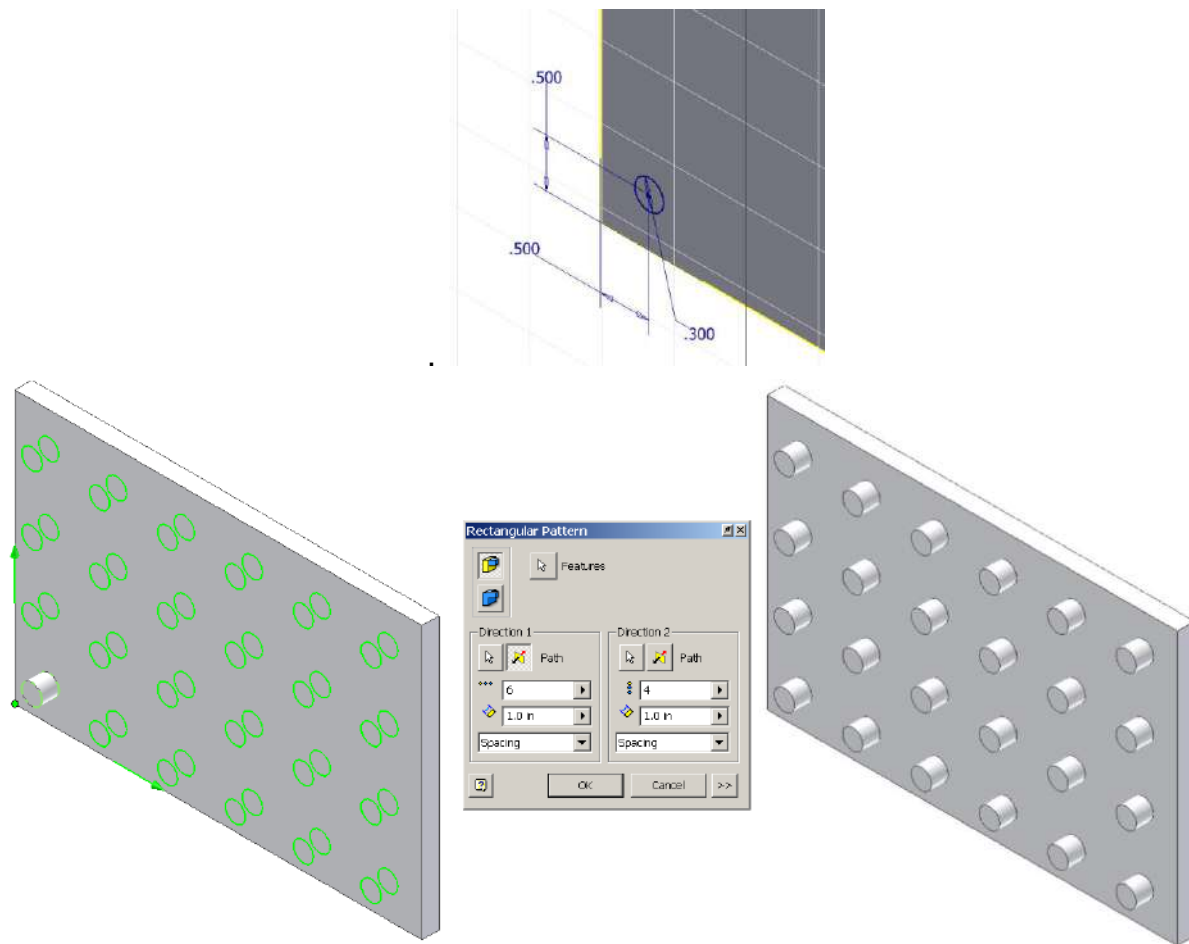 .500
.500
.300
Rectangular Pattern
Features
Direction 1
Direction 2
Path
Path
6
4
1.0 in
1.0 in
Spacing
Spacing
?
OK
Cancel
>>